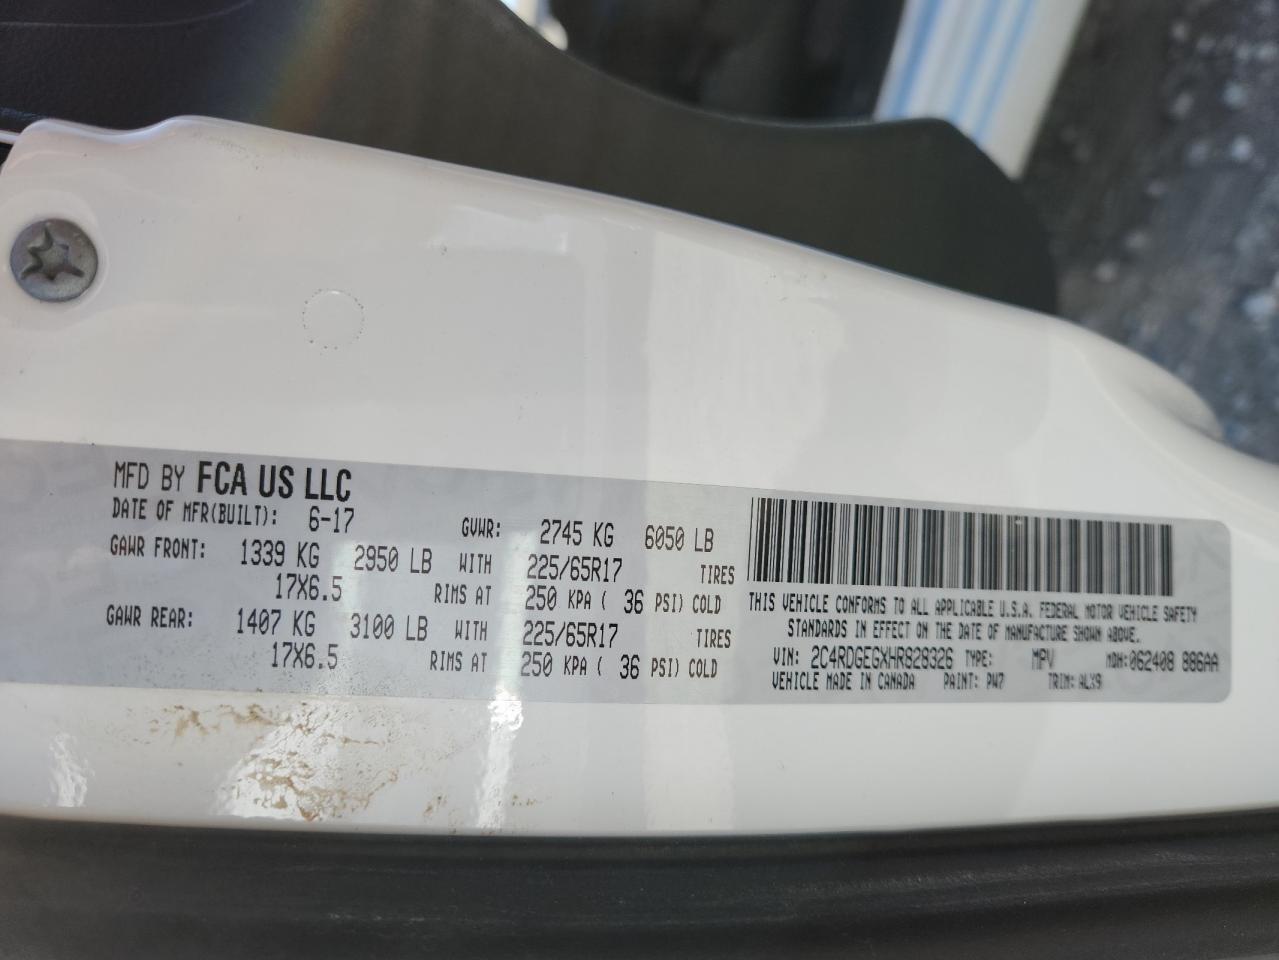 MFD BY FCA US LLC
DATE OF MFR(BUILT): 6-17 GVWR: 2745 KG 6050 LB
GAWR FRONT: 1339 KG 2950 LB WITH 225/65R17 TIRES
17X6.5 RIMS AT 250 KPA ( 36 PSI) COLD
GAWR REAR: 1407 KG 3100 LB WITH 225/65R17 TIRES
17X6.5 RIMS AT 250 KPA ( 36 PSI) COLD
THIS VEHICLE CONFORMS TO ALL APPLICABLE U.S.A. FEDERAL MOTOR VEHICLE SAFETY
STANDARDS IN EFFECT ON THE DATE OF MANUFACTURE SHOWN ABOVE.
VIN: 2C4RDGEGXHR828326 TYPE: MPV MDH:062408 886AA
VEHICLE MADE IN CANADA PAINT: PW7 TRIM: ALX9